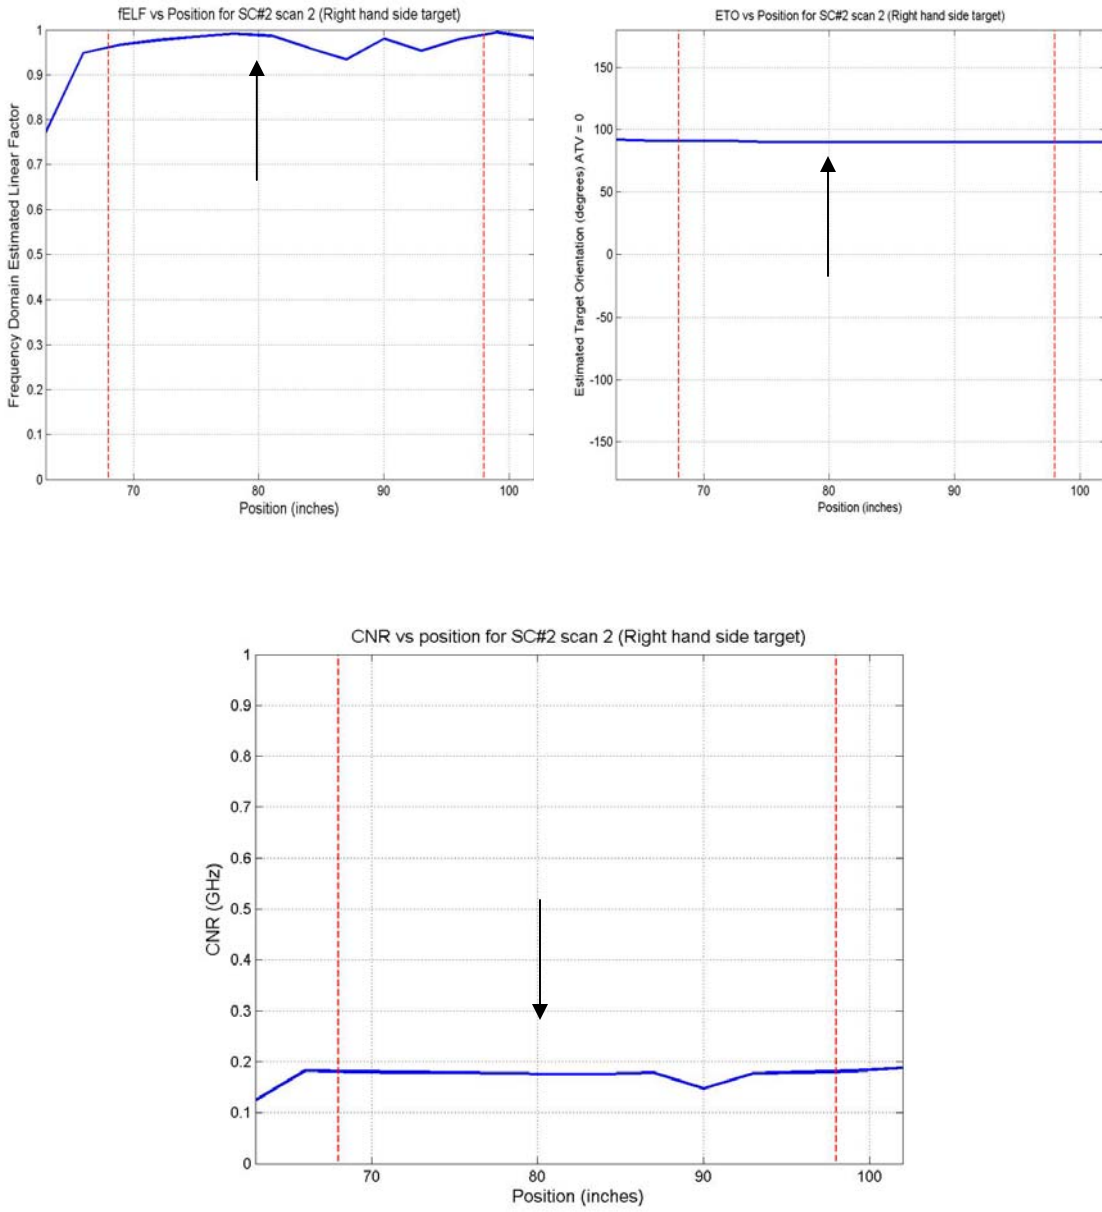 fELF vs Position for SC#2 scan 2 (Right hand side target)
Frequency Domain Estimated Linear Factor
1
0.9
0.8
0.7
0.6
0.5
0.4
0.3
0.2
0.1
0
70 80 90 100
Position (inches)
ETO vs Position for SC#2 scan 2 (Right hand side target)
Estimated Target Orientation (degrees) ATV = 0
150
100
50
0
-50
-100
-150
70 80 90 100
Position (inches)
CNR vs position for SC#2 scan 2 (Right hand side target)
CNR (GHz)
1
0.9
0.8
0.7
0.6
0.5
0.4
0.3
0.2
0.1
0
70 80 90 100
Position (inches)